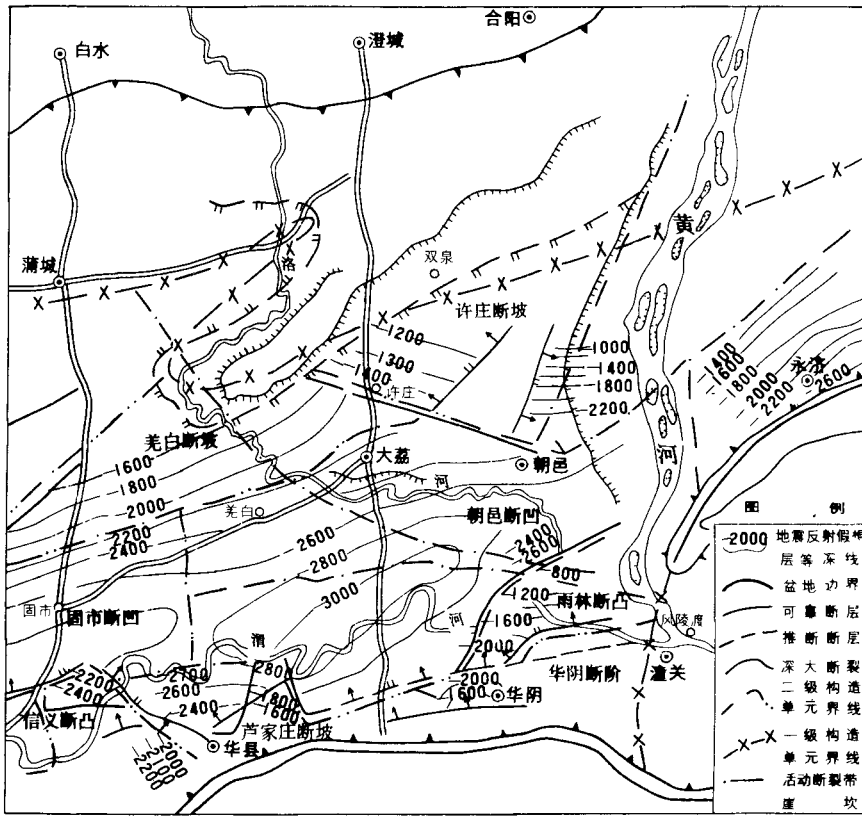 合阳
白水
澄城
黄
洛
双泉
蒲城
许庄断坡
1200
1300
1400
1000
1400
1800
2200
1400
1600
1800
2000
2200
2600
永济
许庄
羌白断坡
1600
1800
2000
2200
2400
大荔
朝邑
河
河
羌白
朝邑断凹
2400
2600
2600
2800
3000
800
1200
1600
2000
雨林断凸
风陵度
固市
固市断凹
渭
河
2200
2400
2700
2600
2400
2800
1800
1600
2000
1600
华阴断阶
潼关
华阴
信义断凸
芦家庄断坡
华县
2000
2100
2200
图 例
2000 地震反射假想
层等深线
盆地边界
可靠断层
推断断层
深大断裂
二级构造
单元界线
一级构造
单元界线
活动断裂带
崖坎